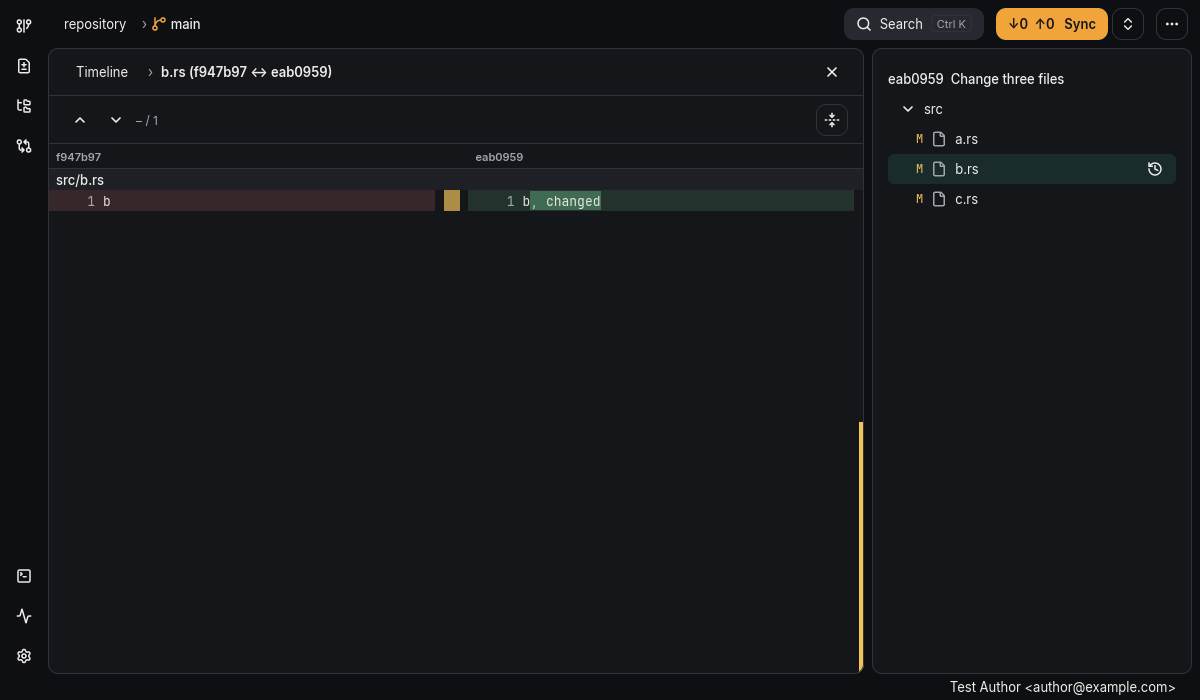 repository › main
Search Ctrl K
↓0 ↑0 Sync
Timeline › b.rs (f947b97 ↔ eab0959)
– / 1
f947b97 eab0959
src/b.rs
1 b
1 b, changed
eab0959 Change three files
src
M a.rs
M b.rs
M c.rs
Test Author <author@example.com>